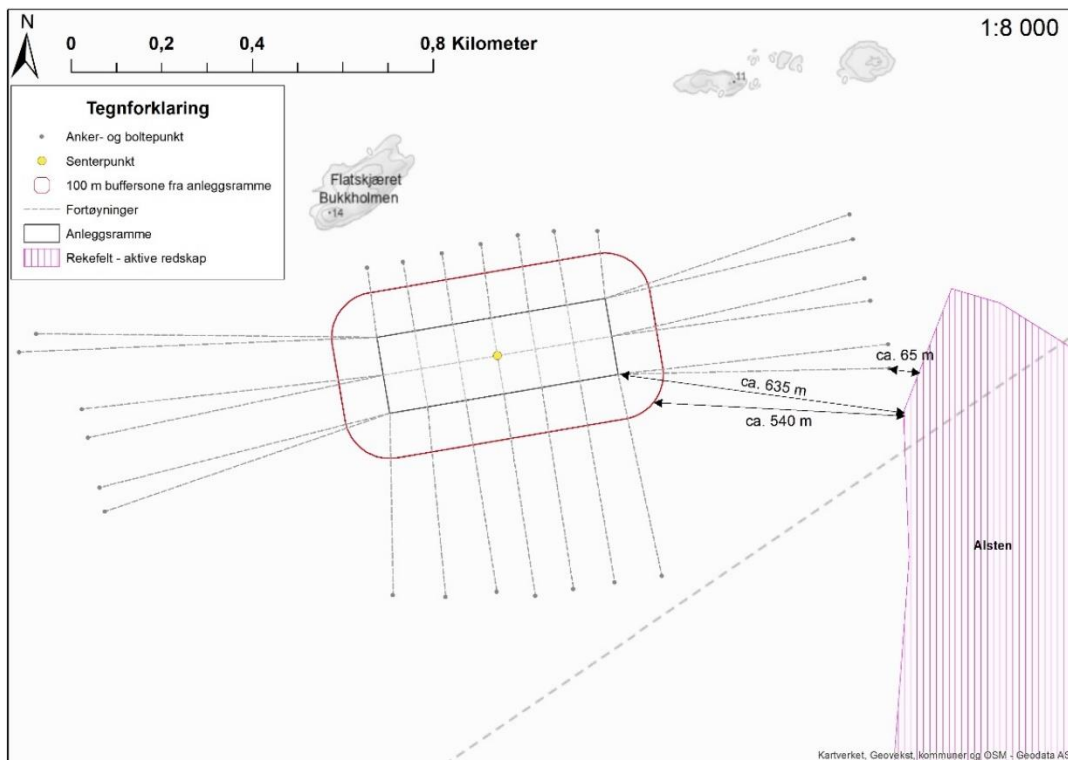 N
0 0,2 0,4 0,8 Kilometer
1:8 000
Tegnforklaring
Anker- og boltepunkt
Senterpunkt
100 m buffersone fra anleggsramme
Fortøyninger
Anleggsramme
Rekefelt - aktive redskap
11
Flatskjæret
Bukkholmen
14
ca. 65 m
ca. 635 m
ca. 540 m
Alsten
Kartverket, Geovekst, kommuner og OSM - Geodata AS